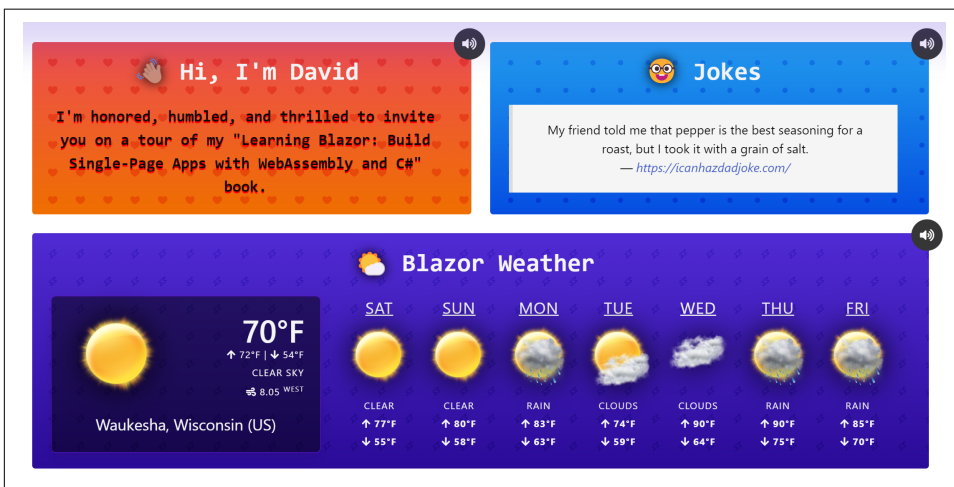 Hi, I'm David
I'm honored, humbled, and thrilled to invite
you on a tour of my "Learning Blazor: Build
Single-Page Apps with WebAssembly and C#"
book.
Jokes
My friend told me that pepper is the best seasoning for a
roast, but I took it with a grain of salt.
— https://icanhazdadjoke.com/
Blazor Weather
70°F
↑ 72°F | ↓ 54°F
CLEAR SKY
8.05 WEST
Waukesha, Wisconsin (US)
SAT SUN MON TUE WED THU FRI
CLEAR CLEAR RAIN CLOUDS CLOUDS RAIN RAIN
↑ 77°F ↑ 80°F ↑ 83°F ↑ 74°F ↑ 90°F ↑ 90°F ↑ 85°F
↓ 55°F ↓ 58°F ↓ 63°F ↓ 59°F ↓ 64°F ↓ 75°F ↓ 70°F